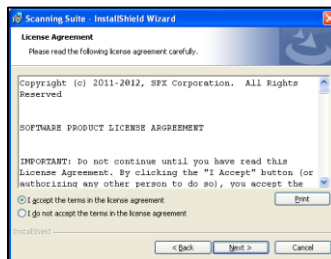 Scanning Suite - InstallShield Wizard
License Agreement
Please read the following license agreement carefully.
Copyright (c) 2011-2012, SPX Corporation. All Rights
Reserved
SOFTWARE PRODUCT LICENSE ARGREEMENT
IMPORTANT: Do not continue until you have read this
License Agreement. By clicking the "I Accept" button (or
authorizing any other person to do so), you accept the
I accept the terms in the license agreement
Print
I do not accept the terms in the license agreement
InstallShield
< Back
Next >
Cancel